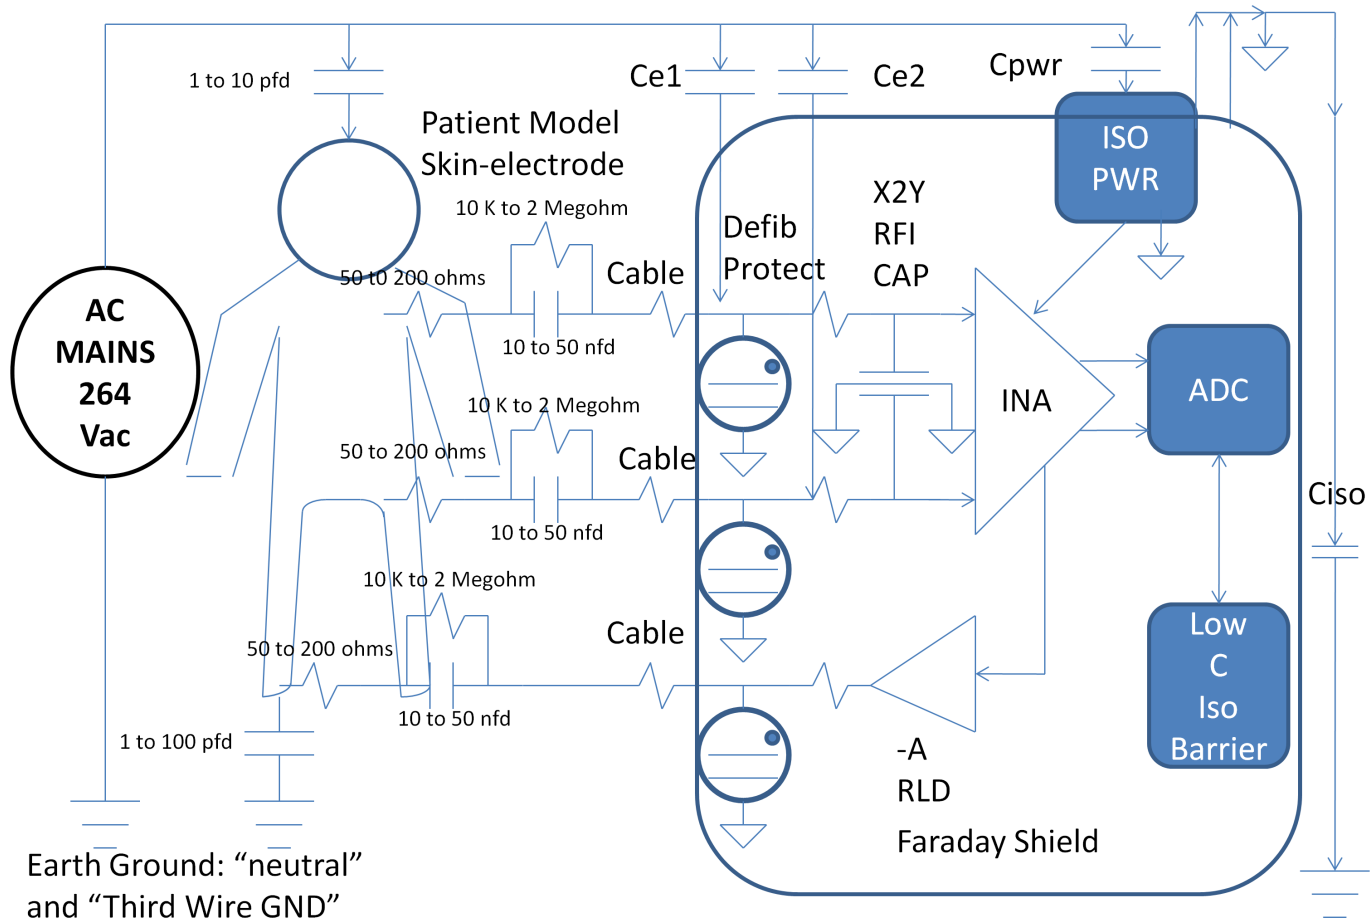 1 to 10 pfd
Ce1
Ce2
Cpwr
Patient Model
Skin-electrode
ISO
PWR
10 K to 2 Megohm
X2Y
RFI
CAP
Defib
Protect
50 to 200 ohms
Cable
10 to 50 nfd
AC
MAINS
264
Vac
INA
ADC
10 K to 2 Megohm
50 to 200 ohms
Cable
10 to 50 nfd
Ciso
10 K to 2 Megohm
50 to 200 ohms
Cable
10 to 50 nfd
Low
C
Iso
Barrier
1 to 100 pfd
-A
RLD
Faraday Shield
Earth Ground: “neutral”
and “Third Wire GND”